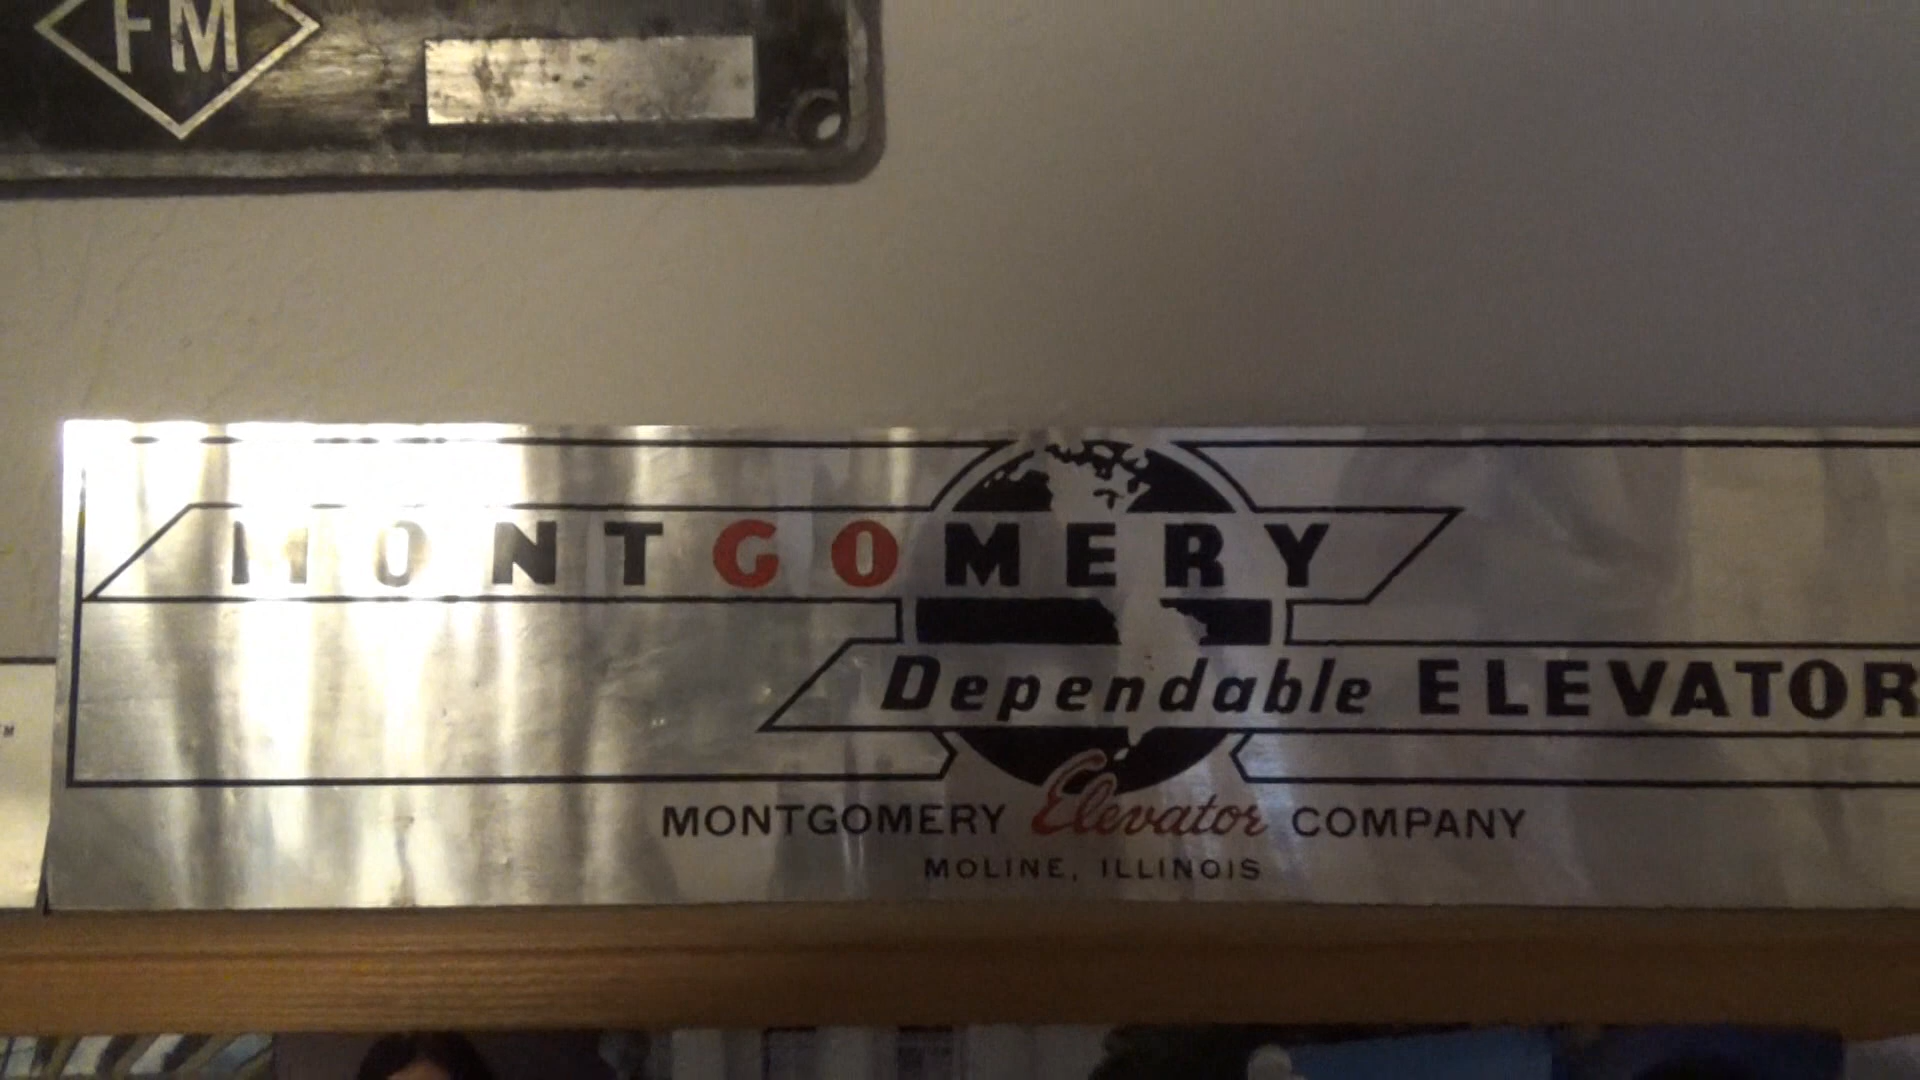 FM
MONTGOMERY
Dependable ELEVATOR
MONTGOMERY Elevator COMPANY
MOLINE, ILLINOIS